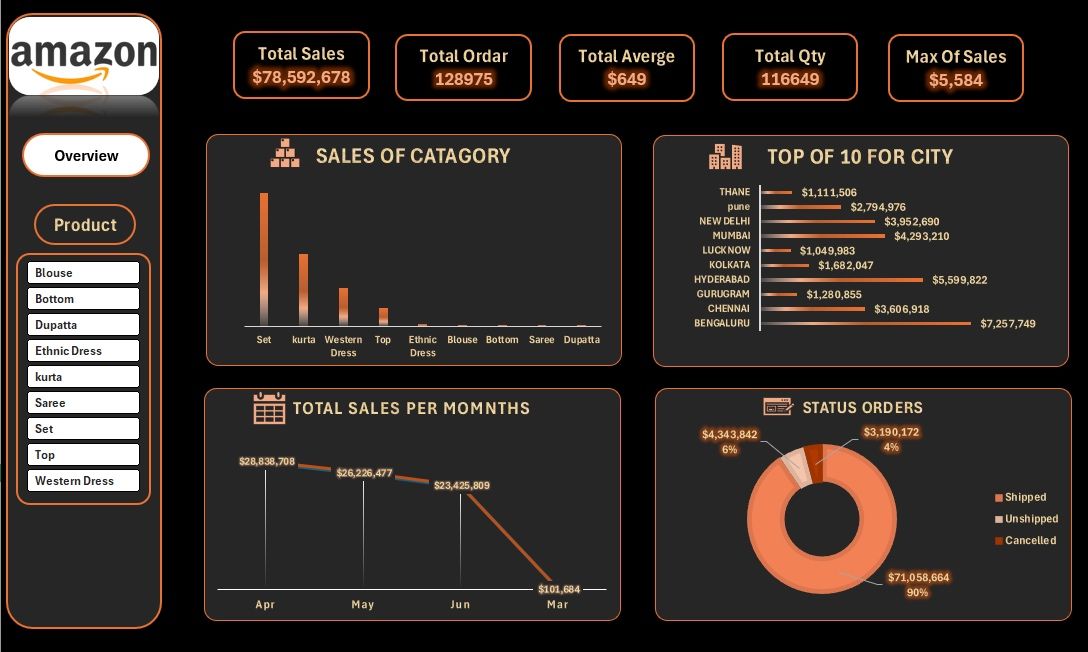 amazon
Overview
Product
Blouse
Bottom
Dupatta
Ethnic Dress
kurta
Saree
Set
Top
Western Dress
Total Sales
$78,592,678
Total Ordar
128975
Total Averge
$649
Total Qty
116649
Max Of Sales
$5,584
SALES OF CATAGORY
Set
kurta
Western
Dress
Top
Ethnic
Dress
Blouse
Bottom
Saree
Dupatta
TOP OF 10 FOR CITY
THANE $1,111,506
pune $2,794,976
NEW DELHI $3,952,690
MUMBAI $4,293,210
LUCKNOW $1,049,983
KOLKATA $1,682,047
HYDERABAD $5,599,822
GURUGRAM $1,280,855
CHENNAI $3,606,918
BENGALURU $7,257,749
TOTAL SALES PER MOMNTHS
$28,838,708
$26,226,477
$23,425,809
$101,684
Apr May Jun Mar
STATUS ORDERS
$4,343,842
6%
$3,190,172
4%
Shipped
Unshipped
Cancelled
$71,058,664
90%